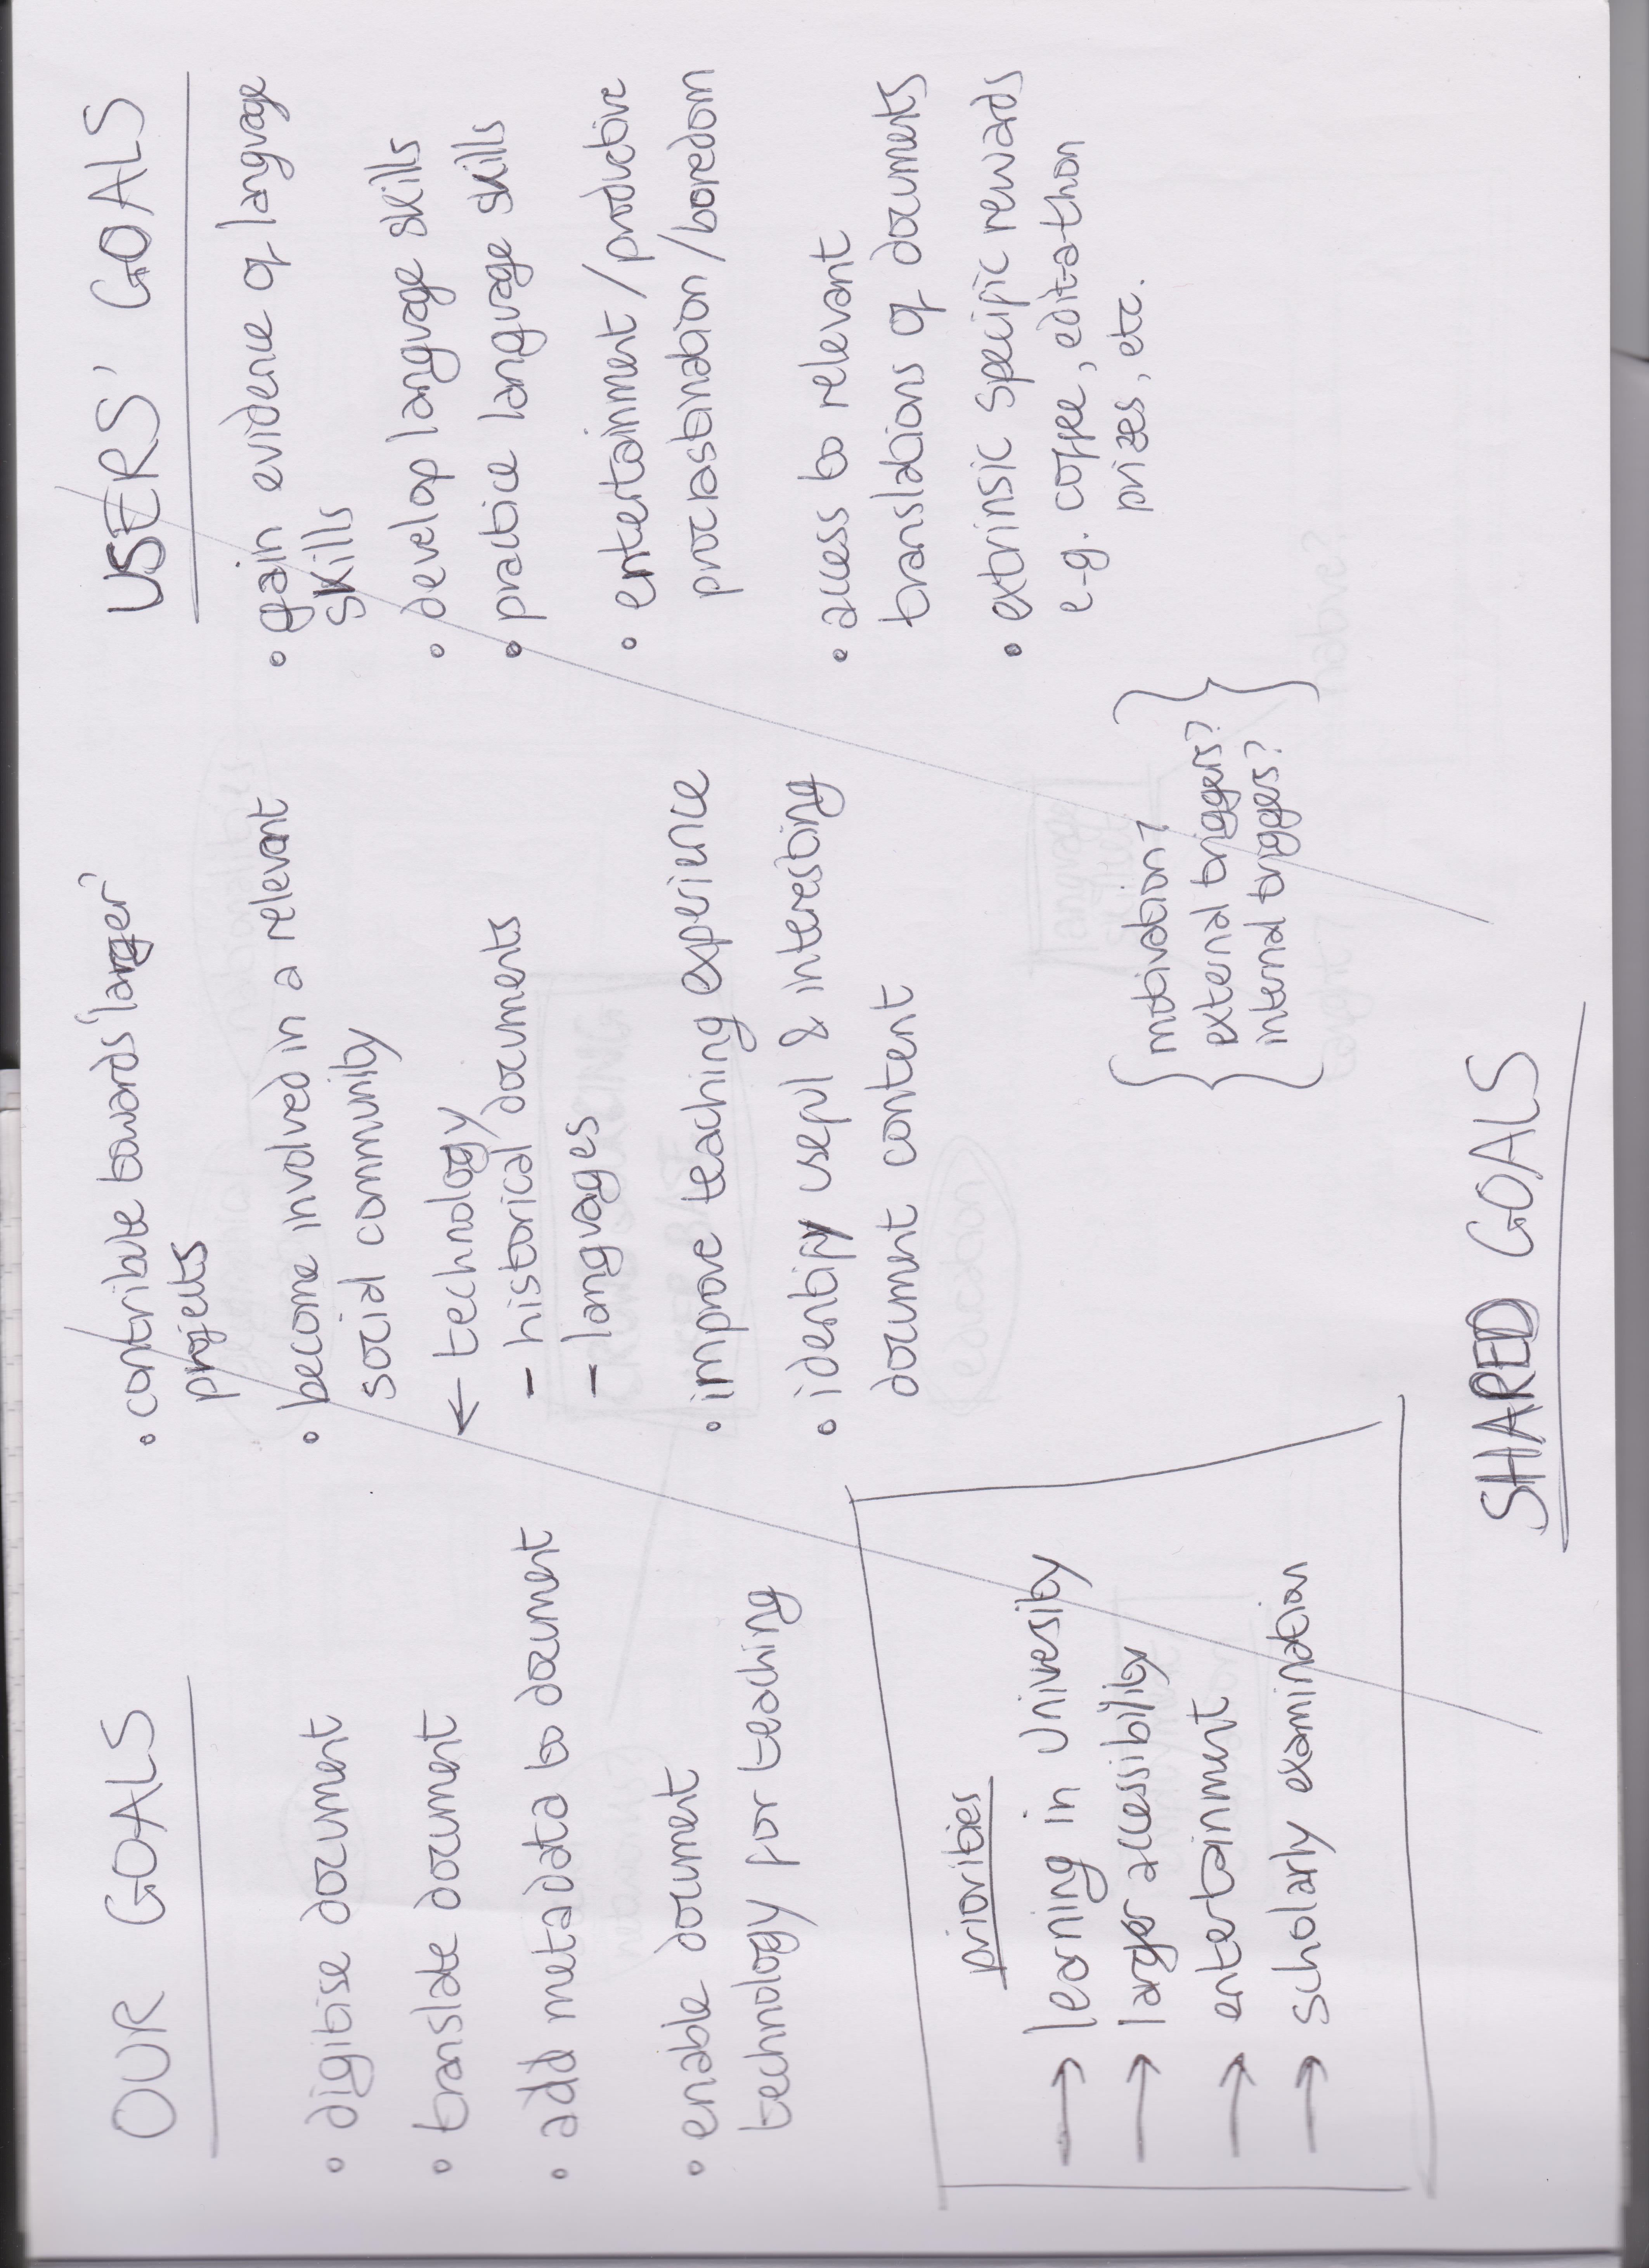 OUR GOALS
• digitise document
• translate document
• add metadata to document
• enable document
technology for teaching
priorities
→ learning in University
→ larger accessibility
→ entertainment
→ scholarly examination
• contribute towards 'larger'
projects
• become involved in a relevant
social community
← technology
- historical documents
- languages
• improve teaching experience
• identify useful & interesting
document content
{motivation?
external triggers?
internal triggers?}
SHARED GOALS
USERS' GOALS
• gain evidence of language
skills
• develop language skills
• practice language skills
• entertainment/productive
procrastination/boredom
• access to relevant
translations of documents
• extrinsic specific rewards
e.g. coffee, edit-a-thon
prizes, etc.